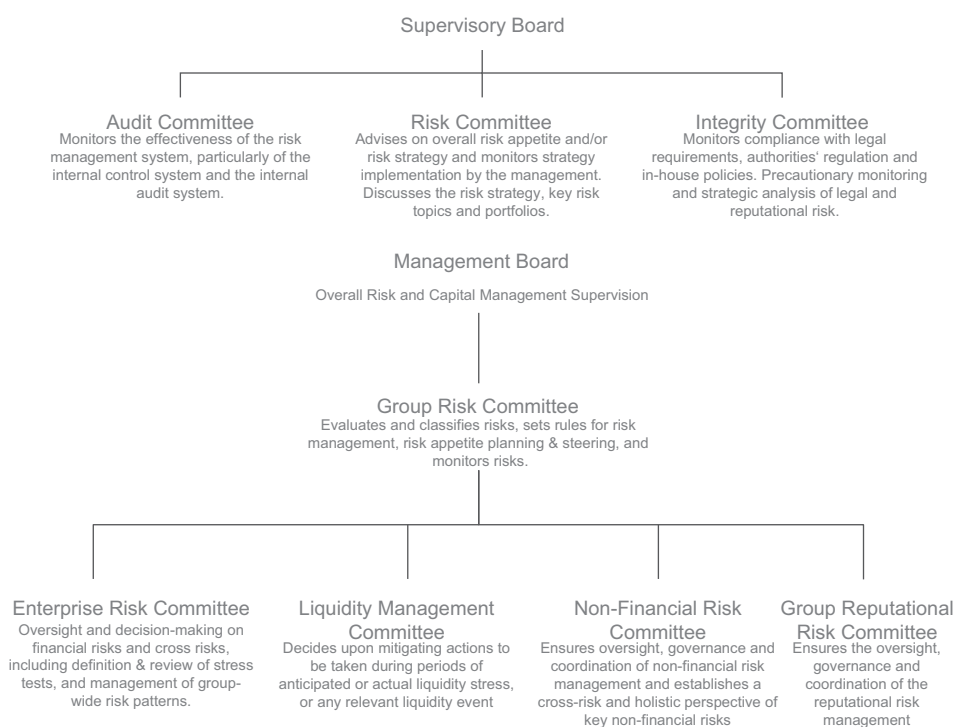 Supervisory Board
Audit Committee
Monitors the effectiveness of the risk
management system, particularly of the
internal control system and the internal
audit system.
Risk Committee
Advises on overall risk appetite and/or
risk strategy and monitors strategy
implementation by the management.
Discusses the risk strategy, key risk
topics and portfolios.
Integrity Committee
Monitors compliance with legal
requirements, authorities‘ regulation and
in-house policies. Precautionary monitoring
and strategic analysis of legal and
reputational risk.
Management Board
Overall Risk and Capital Management Supervision
Group Risk Committee
Evaluates and classifies risks, sets rules for risk
management, risk appetite planning & steering, and
monitors risks.
Enterprise Risk Committee
Oversight and decision-making on
financial risks and cross risks,
including definition & review of stress
tests, and management of group-
wide risk patterns.
Liquidity Management
Committee
Decides upon mitigating actions to
be taken during periods of
anticipated or actual liquidity stress,
or any relevant liquidity event
Non-Financial Risk
Committee
Ensures oversight, governance and
coordination of non-financial risk
management and establishes a
cross-risk and holistic perspective of
key non-financial risks
Group Reputational
Risk Committee
Ensures the oversight,
governance and
coordination of the
reputational risk
management